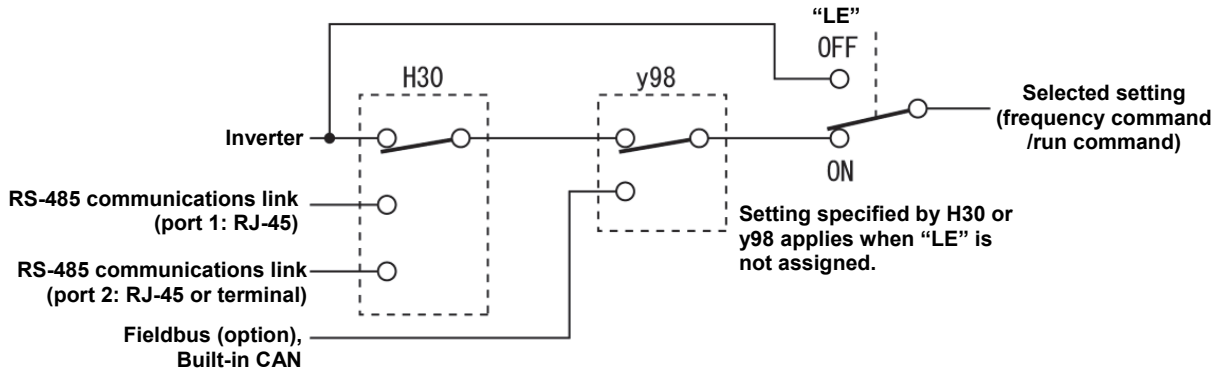 “LE”
OFF
H30
y98
Selected setting
(frequency command
/run command)
Inverter
ON
RS-485 communications link
(port 1: RJ-45)
Setting specified by H30 or
y98 applies when “LE” is
not assigned.
RS-485 communications link
(port 2: RJ-45 or terminal)
Fieldbus (option),
Built-in CAN